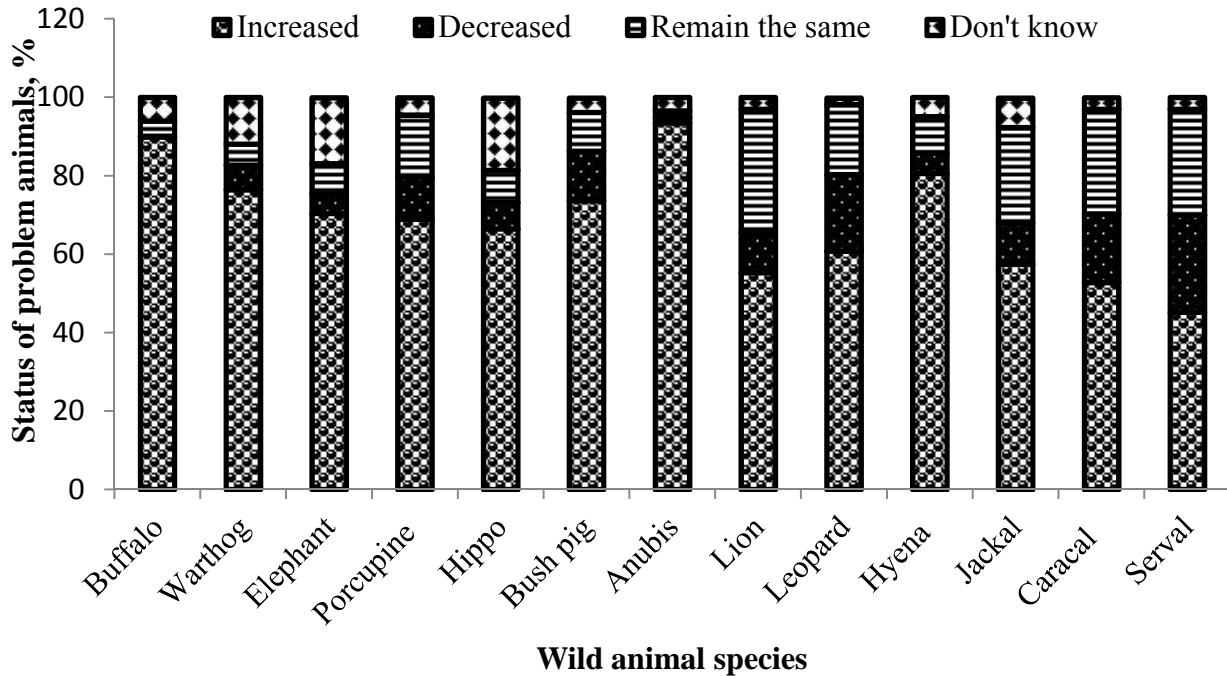 Increased Decreased Remain the same Don't know
Status of problem animals, %
120
100
80
60
40
20
0
Buffalo Warthog Elephant Porcupine Hippo Bush pig Anubis Lion Leopard Hyena Jackal Caracal Serval
Wild animal species